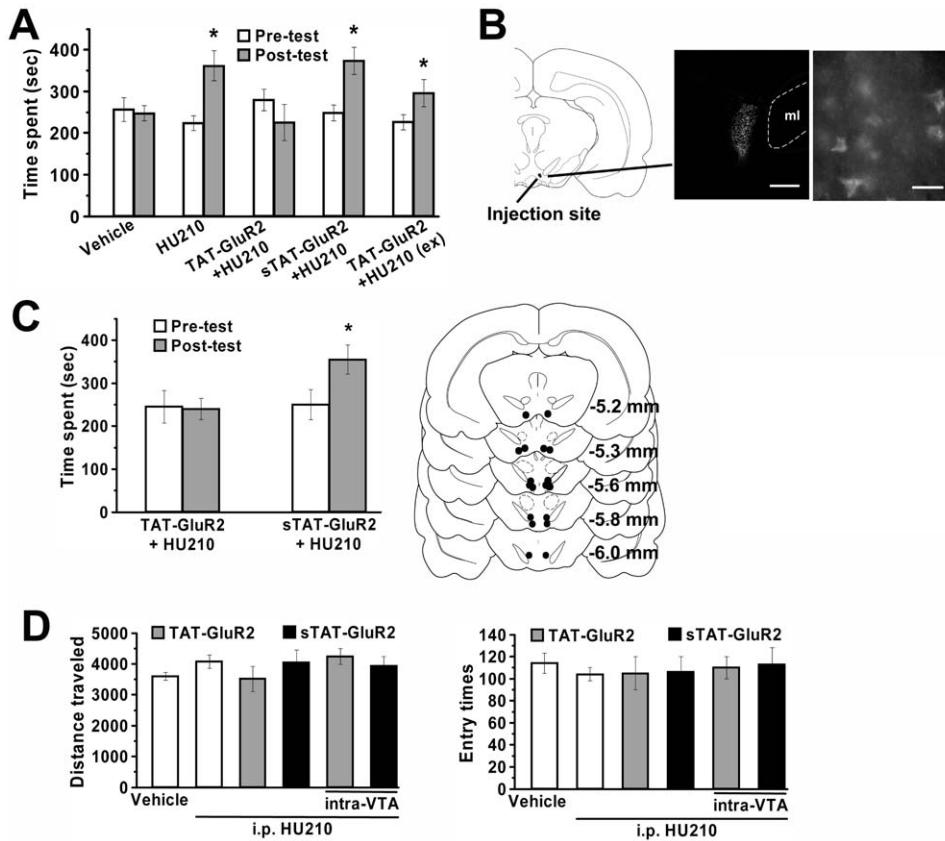 A
Time spent (sec)
400
300
200
100
0
Pre-test
Post-test
*
*
*
Vehicle
HU210
TAT-GluR2
+HU210
sTAT-GluR2
+HU210
TAT-GluR2
+HU210 (ex)
B
Injection site
ml
C
Time spent (sec)
400
300
200
100
0
Pre-test
Post-test
*
TAT-GluR2
+ HU210
sTAT-GluR2
+ HU210
-5.2 mm
-5.3 mm
-5.6 mm
-5.8 mm
-6.0 mm
D
Distance traveled
5000
4000
3000
2000
1000
0
TAT-GluR2
sTAT-GluR2
Vehicle
intra-VTA
i.p. HU210
Entry times
140
120
100
80
60
40
20
0
TAT-GluR2
sTAT-GluR2
Vehicle
intra-VTA
i.p. HU210